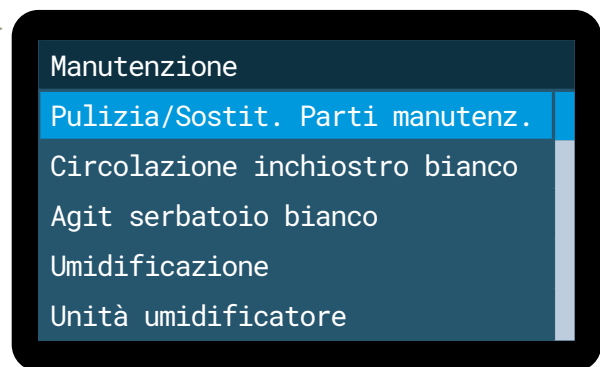 Manutenzione
Pulizia/Sostit. Parti manutenz.
Circolazione inchiostro bianco
Agit serbatoio bianco
Umidificazione
Unità umidificatore